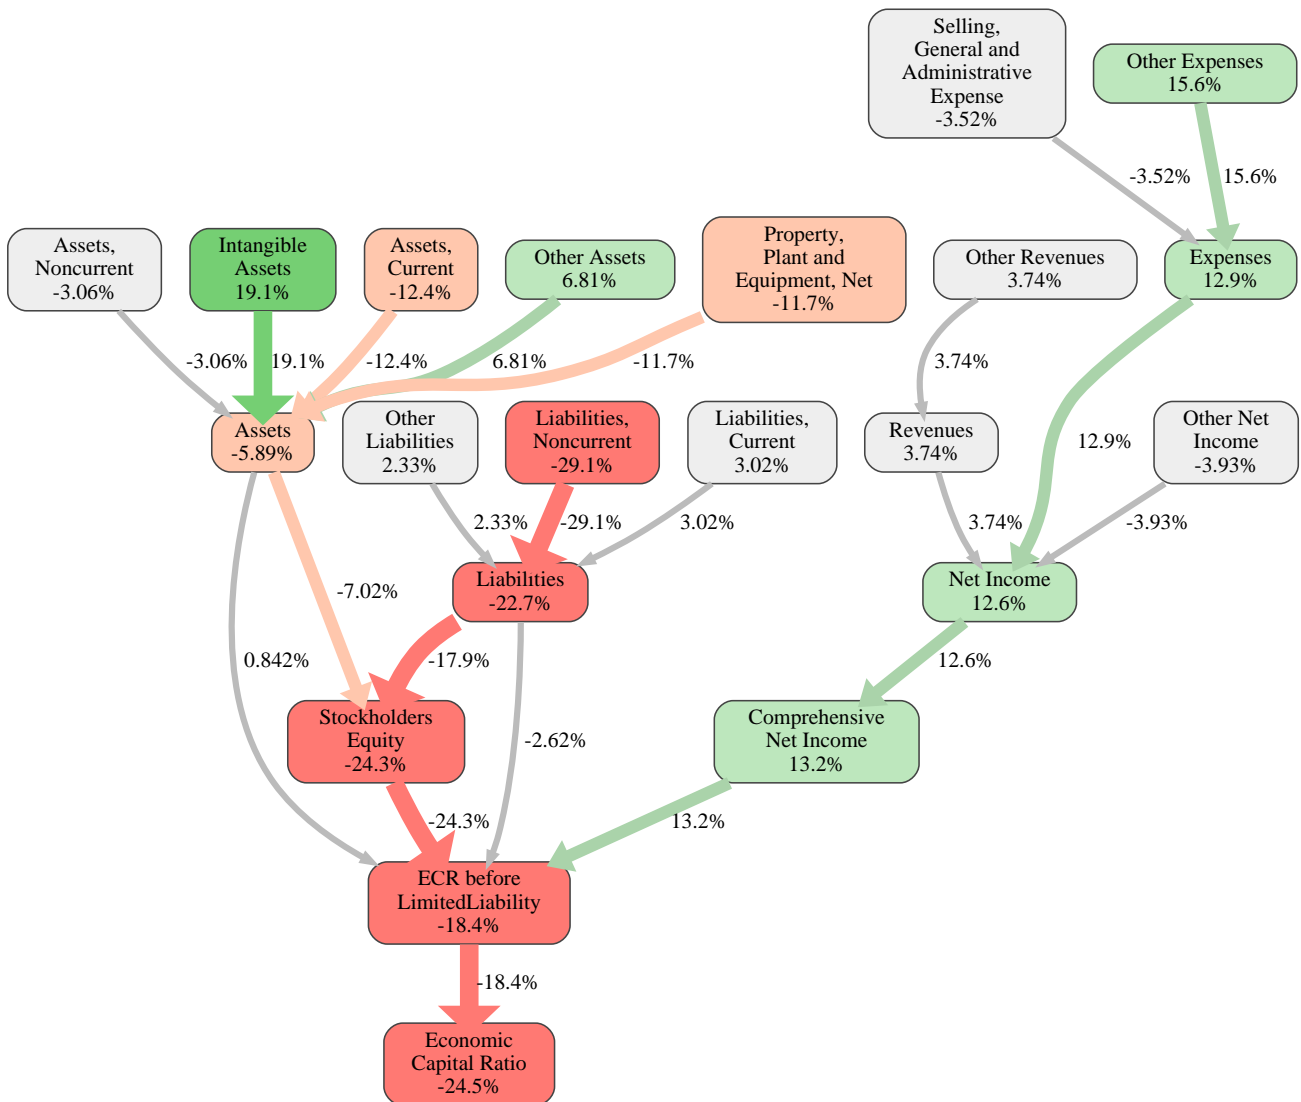 Selling,
General and
Administrative
Expense
-3.52%
Other Expenses
15.6%
-3.52%
15.6%
Assets,
Noncurrent
-3.06%
Intangible
Assets
19.1%
Assets,
Current
-12.4%
Other Assets
6.81%
Property,
Plant and
Equipment, Net
-11.7%
Other Revenues
3.74%
Expenses
12.9%
-3.06%
19.1%
-12.4%
6.81%
-11.7%
3.74%
12.9%
Assets
-5.89%
Other
Liabilities
2.33%
Liabilities,
Noncurrent
-29.1%
Liabilities,
Current
3.02%
Revenues
3.74%
Other Net
Income
-3.93%
2.33%
-29.1%
3.02%
3.74%
-3.93%
-7.02%
Liabilities
-22.7%
Net Income
12.6%
0.842%
-17.9%
12.6%
Stockholders
Equity
-24.3%
-2.62%
Comprehensive
Net Income
13.2%
-24.3%
13.2%
ECR before
LimitedLiability
-18.4%
-18.4%
Economic
Capital Ratio
-24.5%